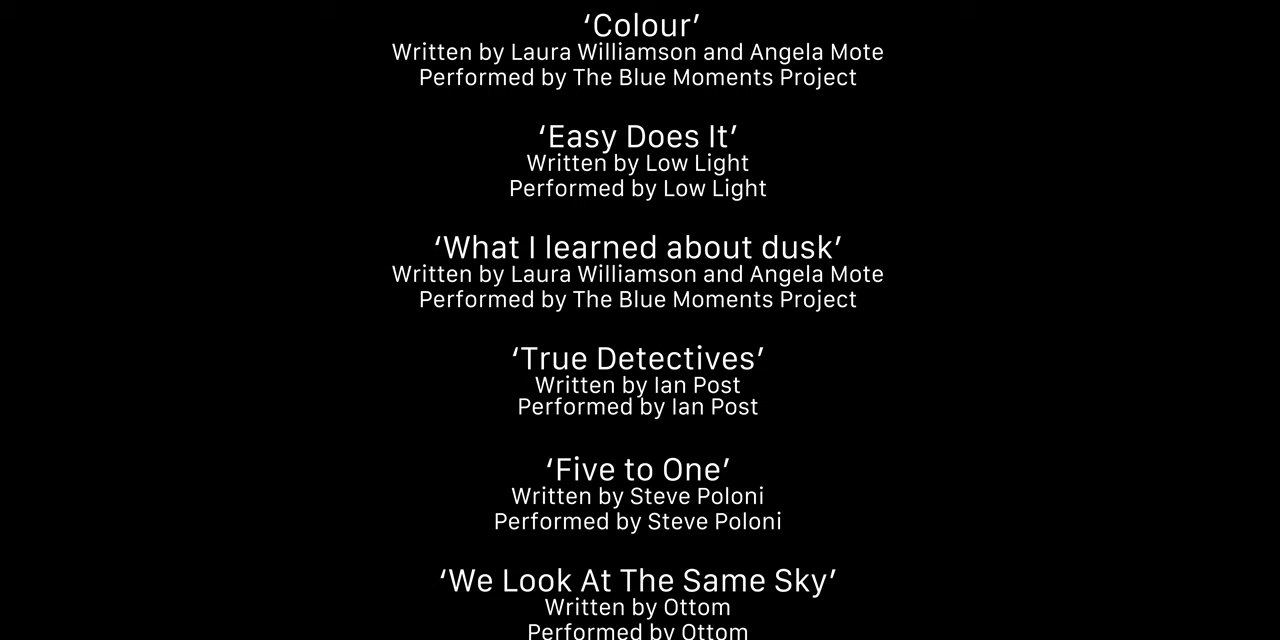 ‘Colour’
Written by Laura Williamson and Angela Mote
Performed by The Blue Moments Project
‘Easy Does It’
Written by Low Light
Performed by Low Light
‘What I learned about dusk’
Written by Laura Williamson and Angela Mote
Performed by The Blue Moments Project
‘True Detectives’
Written by Ian Post
Performed by Ian Post
‘Five to One’
Written by Steve Poloni
Performed by Steve Poloni
‘We Look At The Same Sky’
Written by Ottom
Performed by Ottom